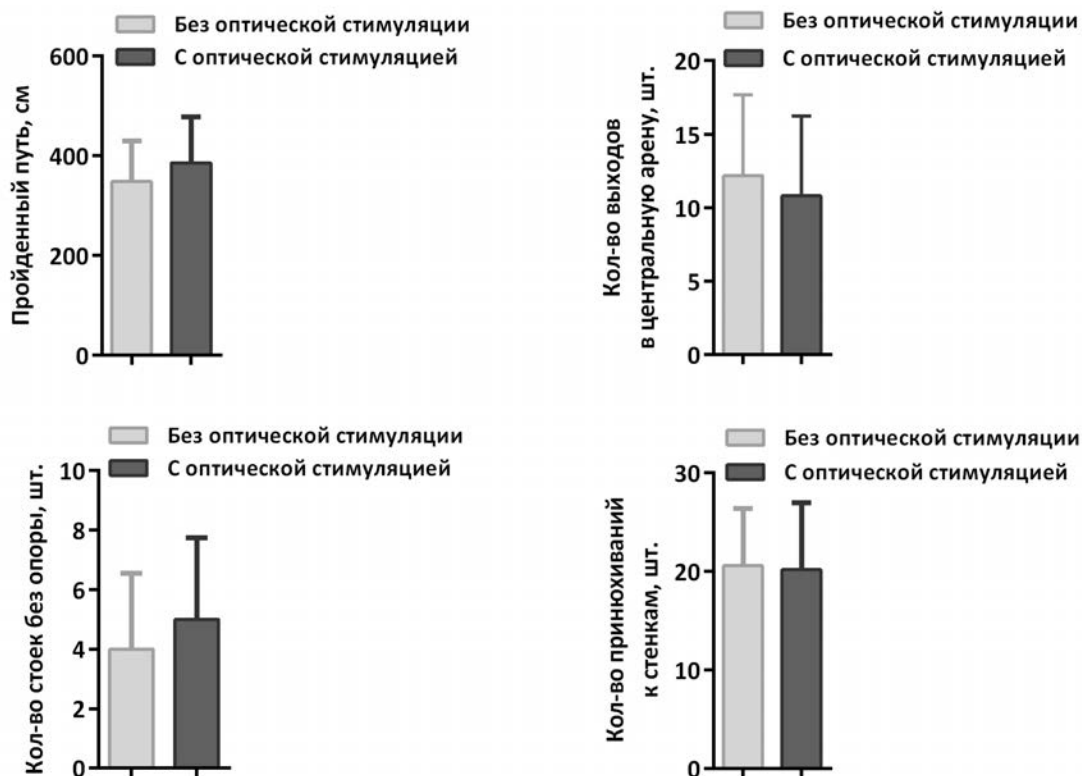 Без оптической стимуляции
С оптической стимуляцией
Пройденный путь, см
600
400
200
0
Без оптической стимуляции
С оптической стимуляцией
Кол-во выходов
в центральную арену, шт.
20
15
10
5
0
Без оптической стимуляции
С оптической стимуляцией
Кол-во стоек без опоры, шт.
10
8
6
4
2
0
Без оптической стимуляции
С оптической стимуляцией
Кол-во принюхиваний
к стенкам, шт.
30
20
10
0